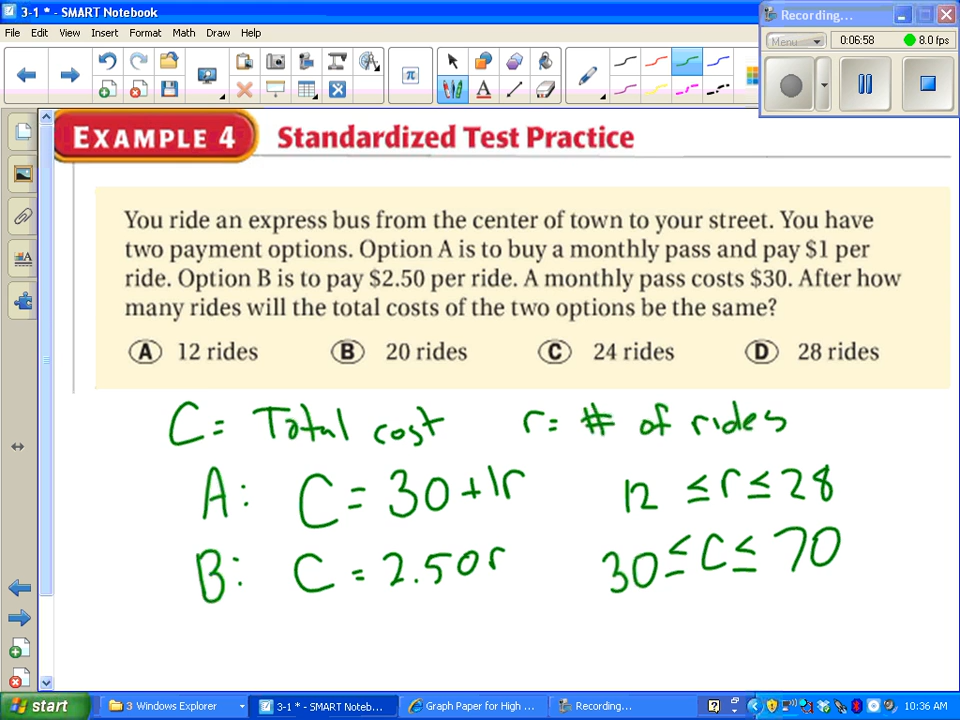 3-1 * - SMART Notebook
Recording...
File Edit View Insert Format Math Draw Help
Menu 0:06:58 8.0 fps
EXAMPLE 4 Standardized Test Practice
You ride an express bus from the center of town to your street. You have
two payment options. Option A is to buy a monthly pass and pay $1 per
ride. Option B is to pay $2.50 per ride. A monthly pass costs $30. After how
many rides will the total costs of the two options be the same?
A 12 rides B 20 rides C 24 rides D 28 rides
C = Total cost r = # of rides
A: C = 30 + 1r 12 ≤ r ≤ 28
B: C = 2.50r 30 ≤ C ≤ 70
start 3 Windows Explorer 3-1 * - SMART Noteb... Graph Paper for High ... Recording... 10:36 AM